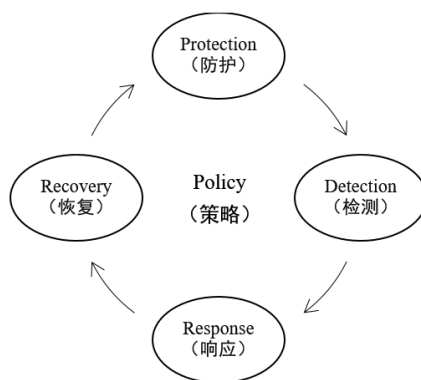 Protection
（防护）
Recovery
（恢复）
Policy
（策略）
Detection
（检测）
Response
（响应）